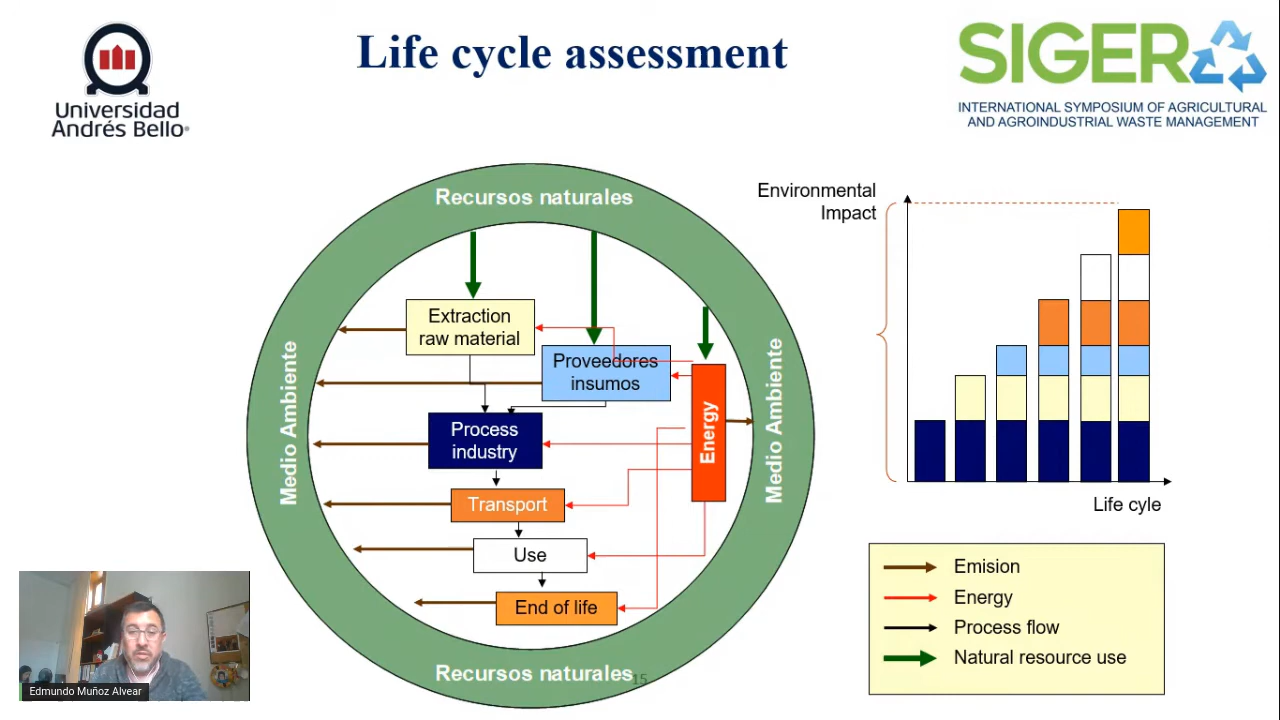 Life cycle assessment
Universidad
Andrés Bello
SIGERA
INTERNATIONAL SYMPOSIUM OF AGRICULTURAL
AND AGROINDUSTRIAL WASTE MANAGEMENT
Recursos naturales
Medio Ambiente
Extraction
raw material
Proveedores
insumos
Process
industry
Energy
Transport
Use
End of life
Medio Ambiente
Recursos naturales
15
Environmental
Impact
Life cyle
Emision
Energy
Process flow
Natural resource use
Edmundo Muñoz Alvear